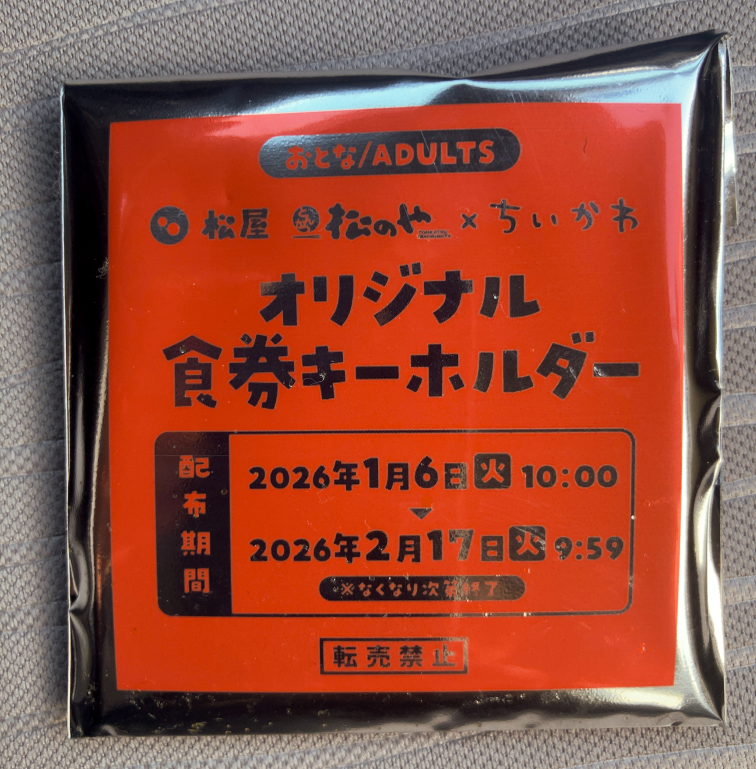 おとな/ADULTS
松屋 松のや × ちいかわ
オリジナル
食券キーホルダー
配布期間
2026年1月6日火 10:00
2026年2月17日火 9:59
※なくなり次第終了
転売禁止